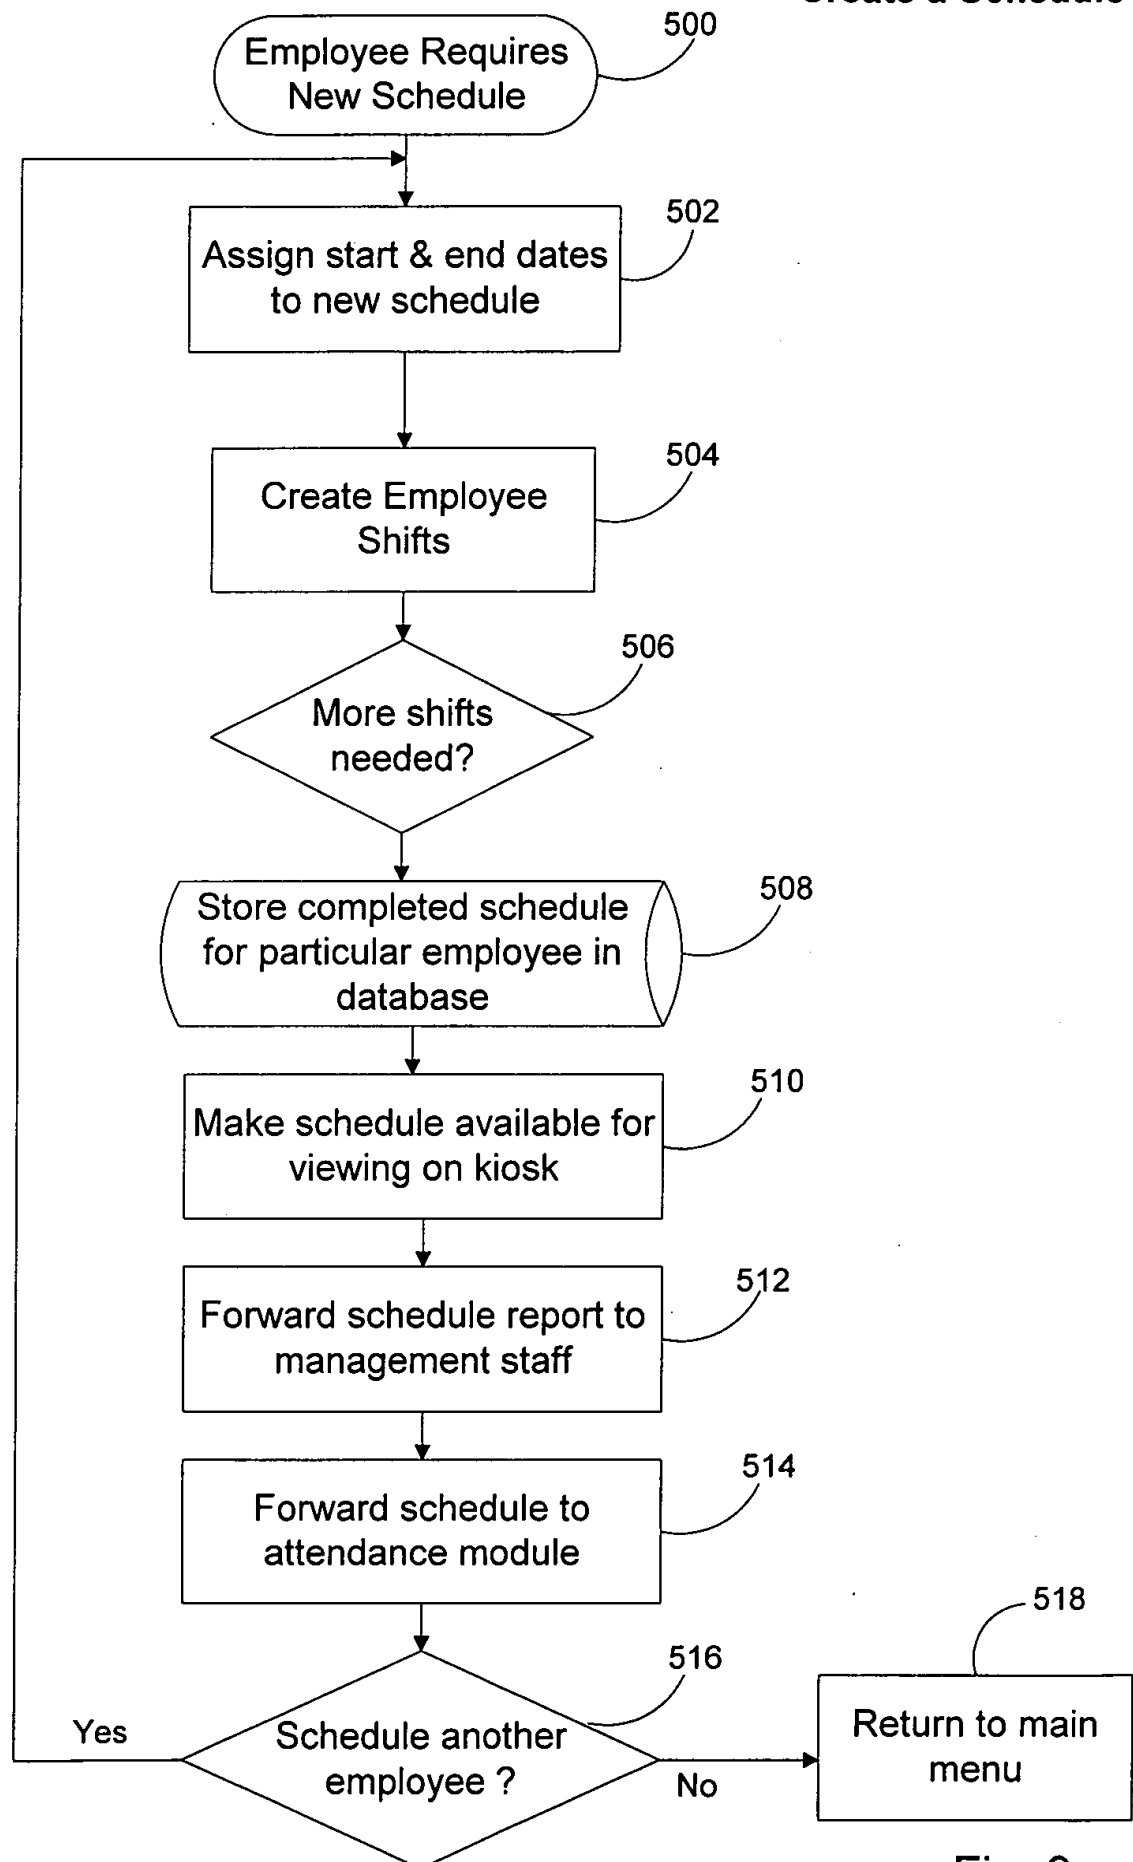 Create a Schedule
500
Employee Requires
New Schedule
502
Assign start & end dates
to new schedule
504
Create Employee
Shifts
506
More shifts
needed?
508
Store completed schedule
for particular employee in
database
510
Make schedule available for
viewing on kiosk
512
Forward schedule report to
management staff
514
Forward schedule to
attendance module
516
518
Schedule another
employee ?
Yes
No
Return to main
menu
Fig.